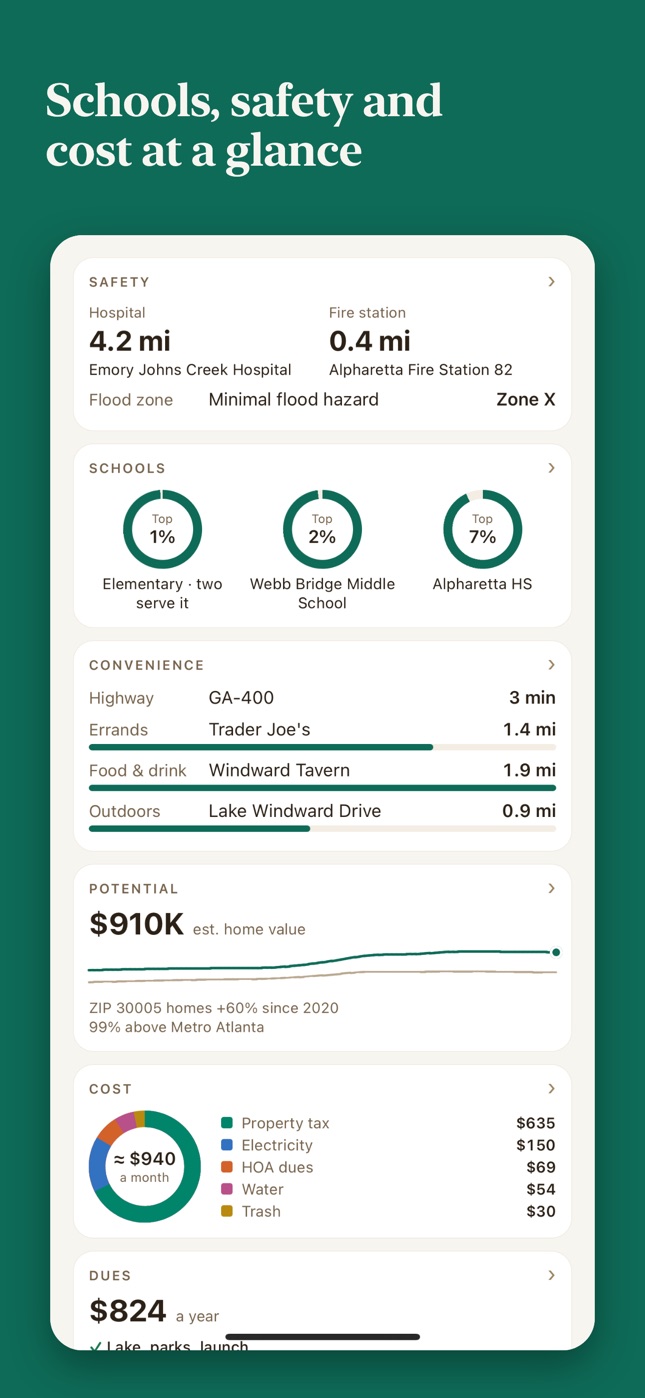 Schools, safety and
cost at a glance
SAFETY
Hospital
Fire station
4.2 mi
0.4 mi
Emory Johns Creek Hospital
Alpharetta Fire Station 82
Flood zone Minimal flood hazard Zone X
SCHOOLS
Top
1%
Top
2%
Top
7%
Elementary · two
serve it
Webb Bridge Middle
School
Alpharetta HS
CONVENIENCE
Highway GA-400 3 min
Errands Trader Joe's 1.4 mi
Food & drink Windward Tavern 1.9 mi
Outdoors Lake Windward Drive 0.9 mi
POTENTIAL
$910K est. home value
ZIP 30005 homes +60% since 2020
99% above Metro Atlanta
COST
≈ $940
a month
Property tax $635
Electricity $150
HOA dues $69
Water $54
Trash $30
DUES
$824 a year
✓ Lake, parks, launch